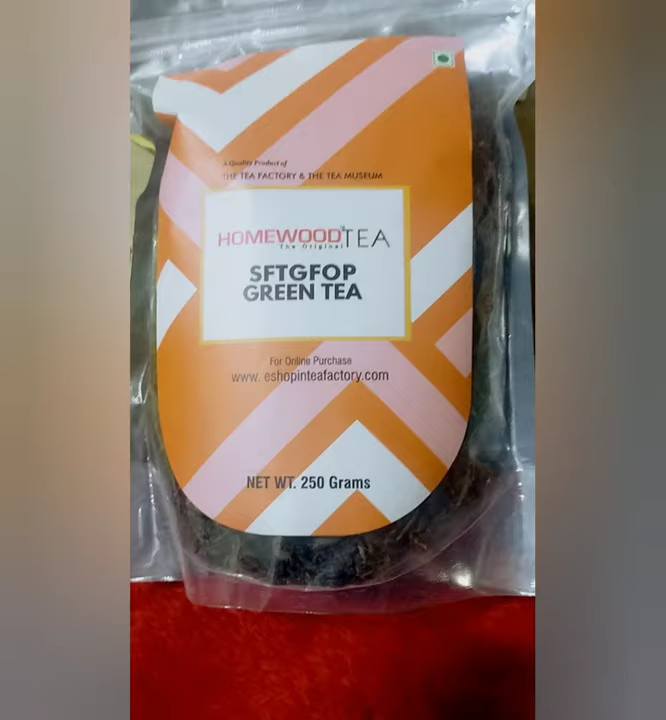 A Quality Product of
THE TEA FACTORY & THE TEA MUSEUM
HOMEWOOD TEA
The Original
SFTGFOP
GREEN TEA
For Online Purchase
www. eshopinteafactory.com
NET WT. 250 Grams